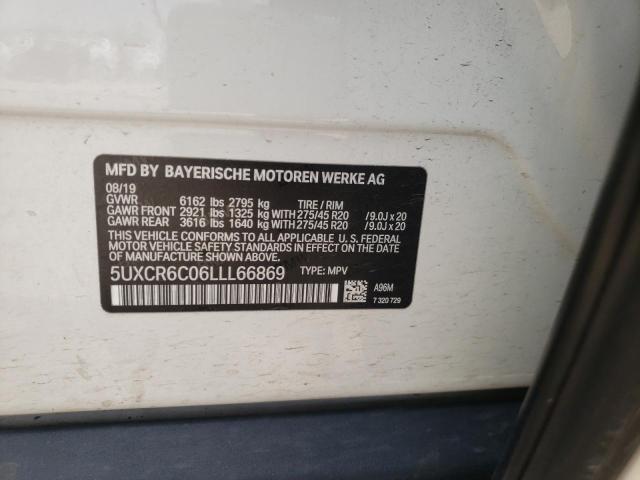 MFD BY BAYERISCHE MOTOREN WERKE AG
08/19
GVWR 6162 lbs 2795 kg TIRE / RIM
GAWR FRONT 2921 lbs 1325 kg WITH 275/45 R20 /9.0J x 20
GAWR REAR 3616 lbs 1640 kg WITH 275/45 R20 /9.0J x 20
THIS VEHICLE CONFORMS TO ALL APPLICABLE U. S. FEDERAL
MOTOR VEHICLE SAFETY STANDARDS IN EFFECT ON THE DATE
OF MANUFACTURE SHOWN ABOVE.
5UXCR6C06LLL66869 TYPE: MPV
A96M
7 320 729